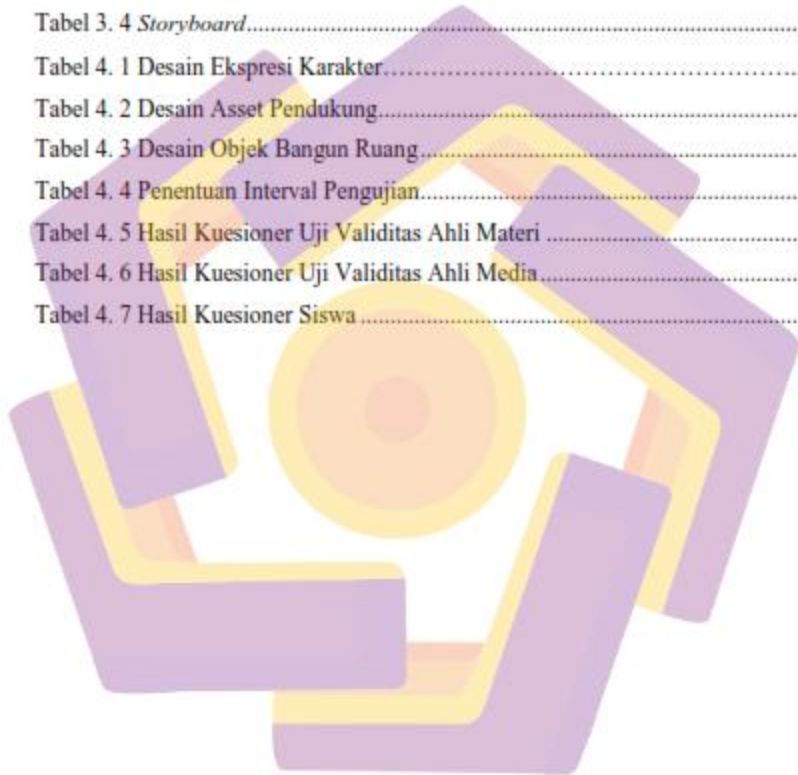 Tabel 3. 4 Storyboard
Tabel 4. 1 Desain Ekspresi Karakter
Tabel 4. 2 Desain Asset Pendukung
Tabel 4. 3 Desain Objek Bangun Ruang
Tabel 4. 4 Penentuan Interval Pengujian
Tabel 4. 5 Hasil Kuesioner Uji Validitas Ahli Materi
Tabel 4. 6 Hasil Kuesioner Uji Validitas Ahli Media
Tabel 4. 7 Hasil Kuesioner Siswa